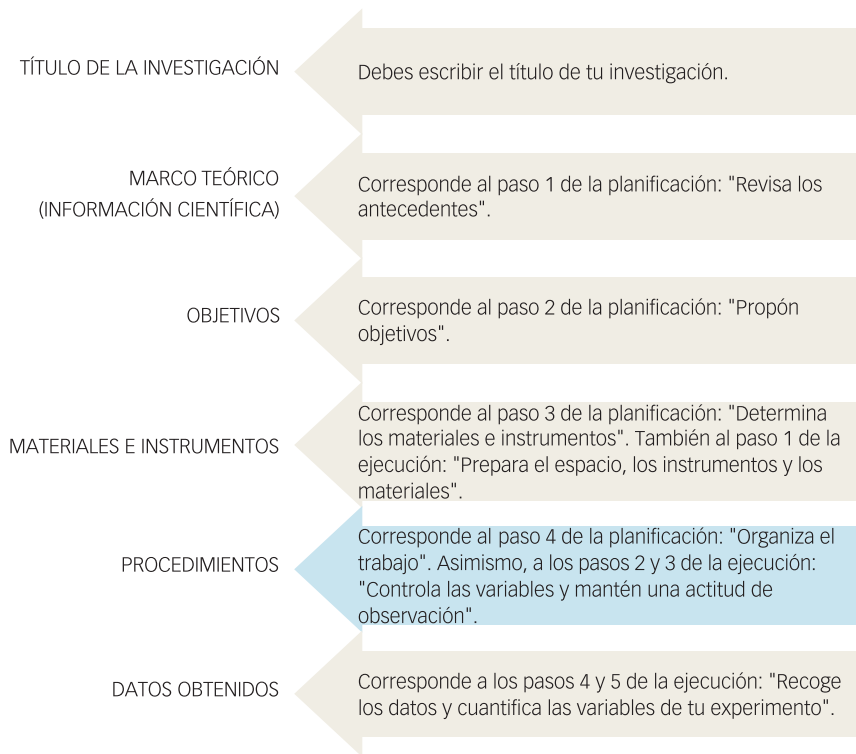 TÍTULO DE LA INVESTIGACIÓN
Debes escribir el título de tu investigación.
MARCO TEÓRICO
(INFORMACIÓN CIENTÍFICA)
Corresponde al paso 1 de la planificación: "Revisa los
antecedentes".
OBJETIVOS
Corresponde al paso 2 de la planificación: "Propón
objetivos".
MATERIALES E INSTRUMENTOS
Corresponde al paso 3 de la planificación: "Determina
los materiales e instrumentos". También al paso 1 de la
ejecución: "Prepara el espacio, los instrumentos y los
materiales".
PROCEDIMIENTOS
Corresponde al paso 4 de la planificación: "Organiza el
trabajo". Asimismo, a los pasos 2 y 3 de la ejecución:
"Controla las variables y mantén una actitud de
observación".
DATOS OBTENIDOS
Corresponde a los pasos 4 y 5 de la ejecución: "Recoge
los datos y cuantifica las variables de tu experimento".